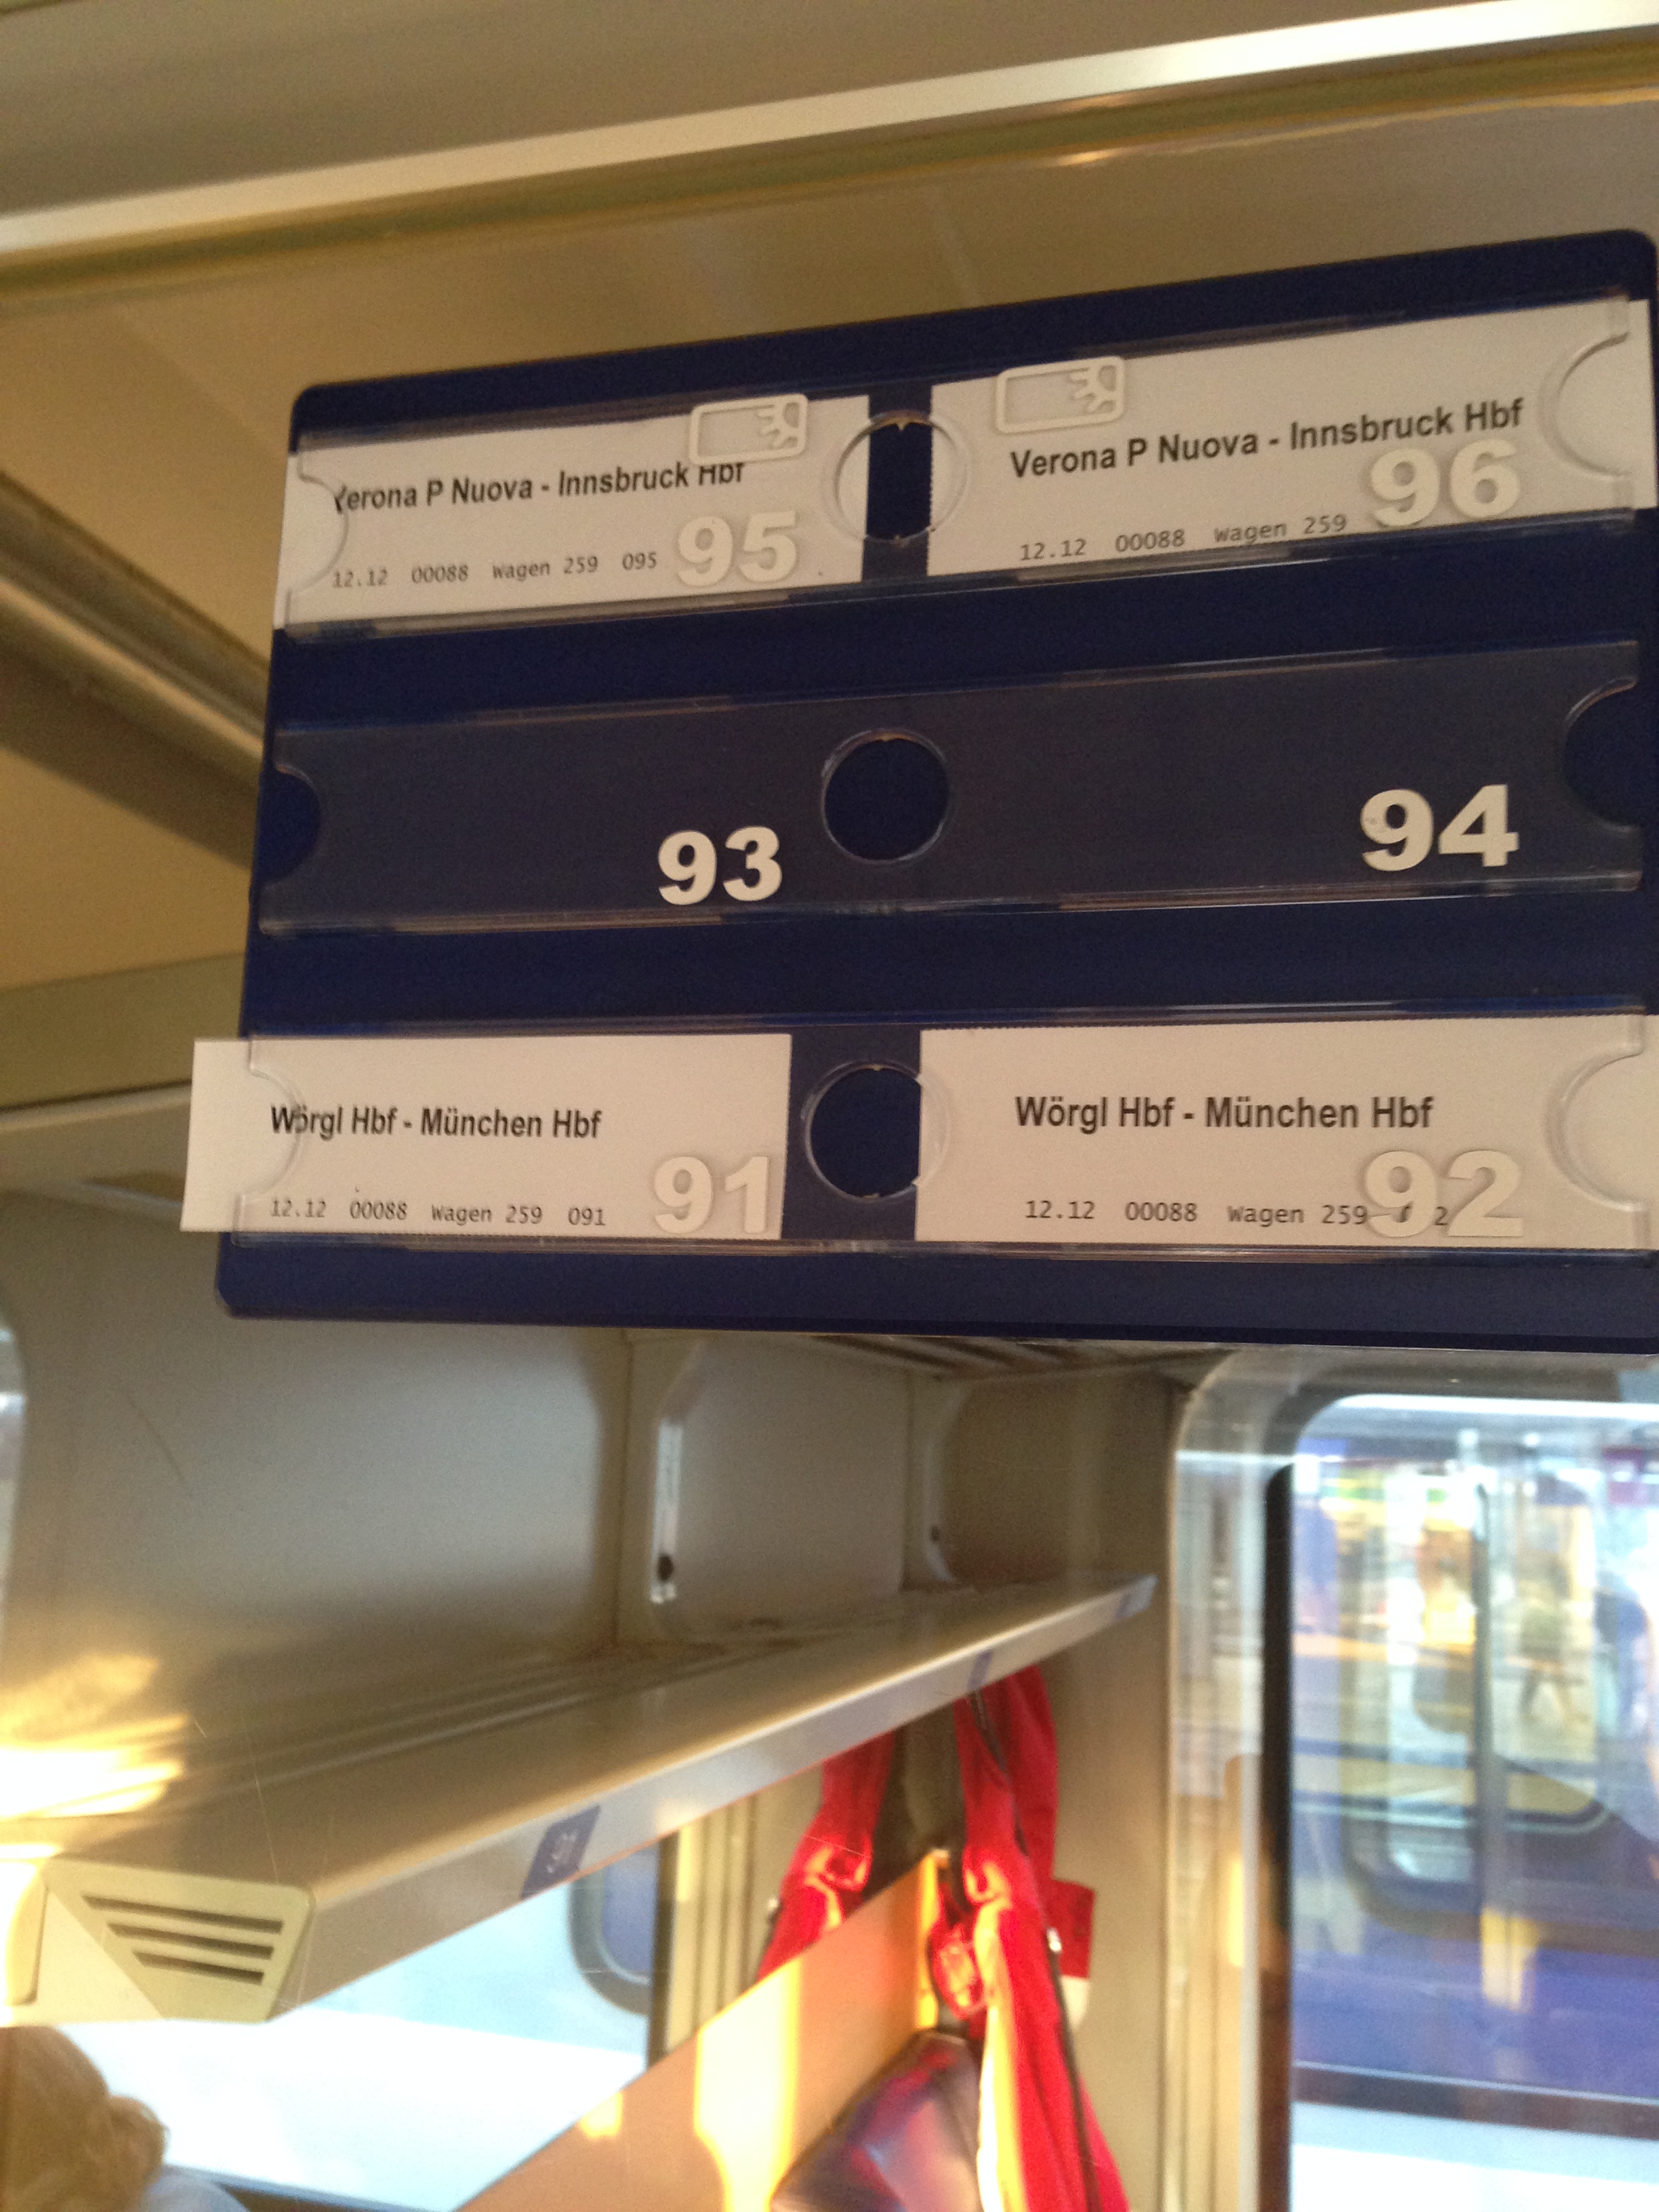 Verona P Nuova - Innsbruck Hbf
12.12 00088 Wagen 259 095
95
Verona P Nuova - Innsbruck Hbf
12.12 00088 Wagen 259
96
93
94
Wörgl Hbf - München Hbf
12.12 00088 Wagen 259 091
91
Wörgl Hbf - München Hbf
12.12 00088 Wagen 259
92